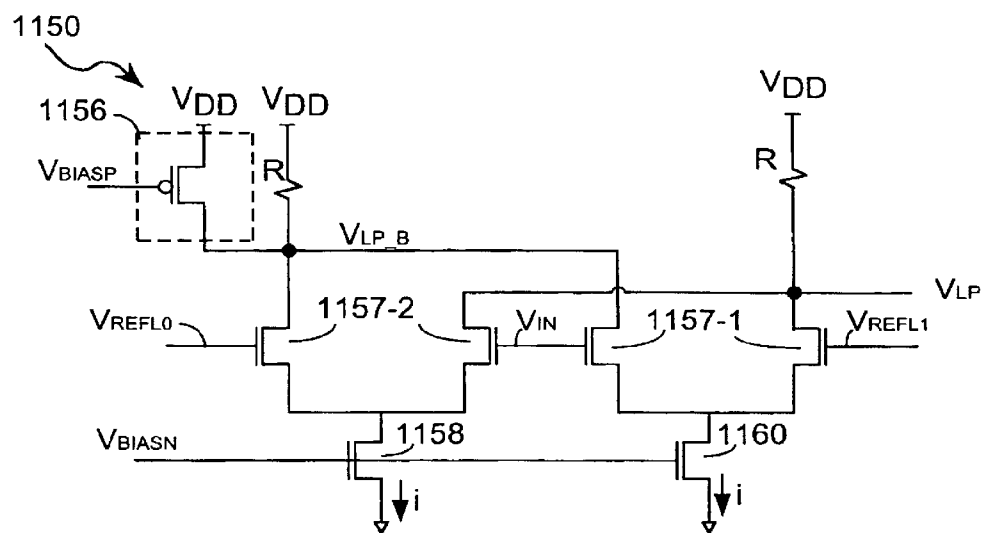 1150
1156
VDD
VDD
VDD
VBIASP
R
R
VLP_B
VLP
VREFL0
1157-2
VIN
1157-1
VREFL1
VBIASN
1158
1160
i
i